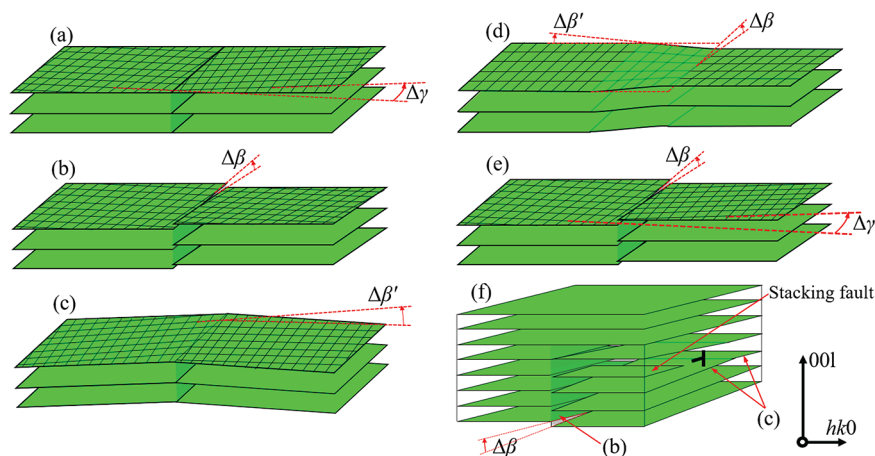 (a)
Δγ
(b)
Δβ
(c)
Δβ′
(d)
Δβ′
Δβ
(e)
Δβ
Δγ
(f)
Stacking fault
(b)
(c)
Δβ
00l
hk0